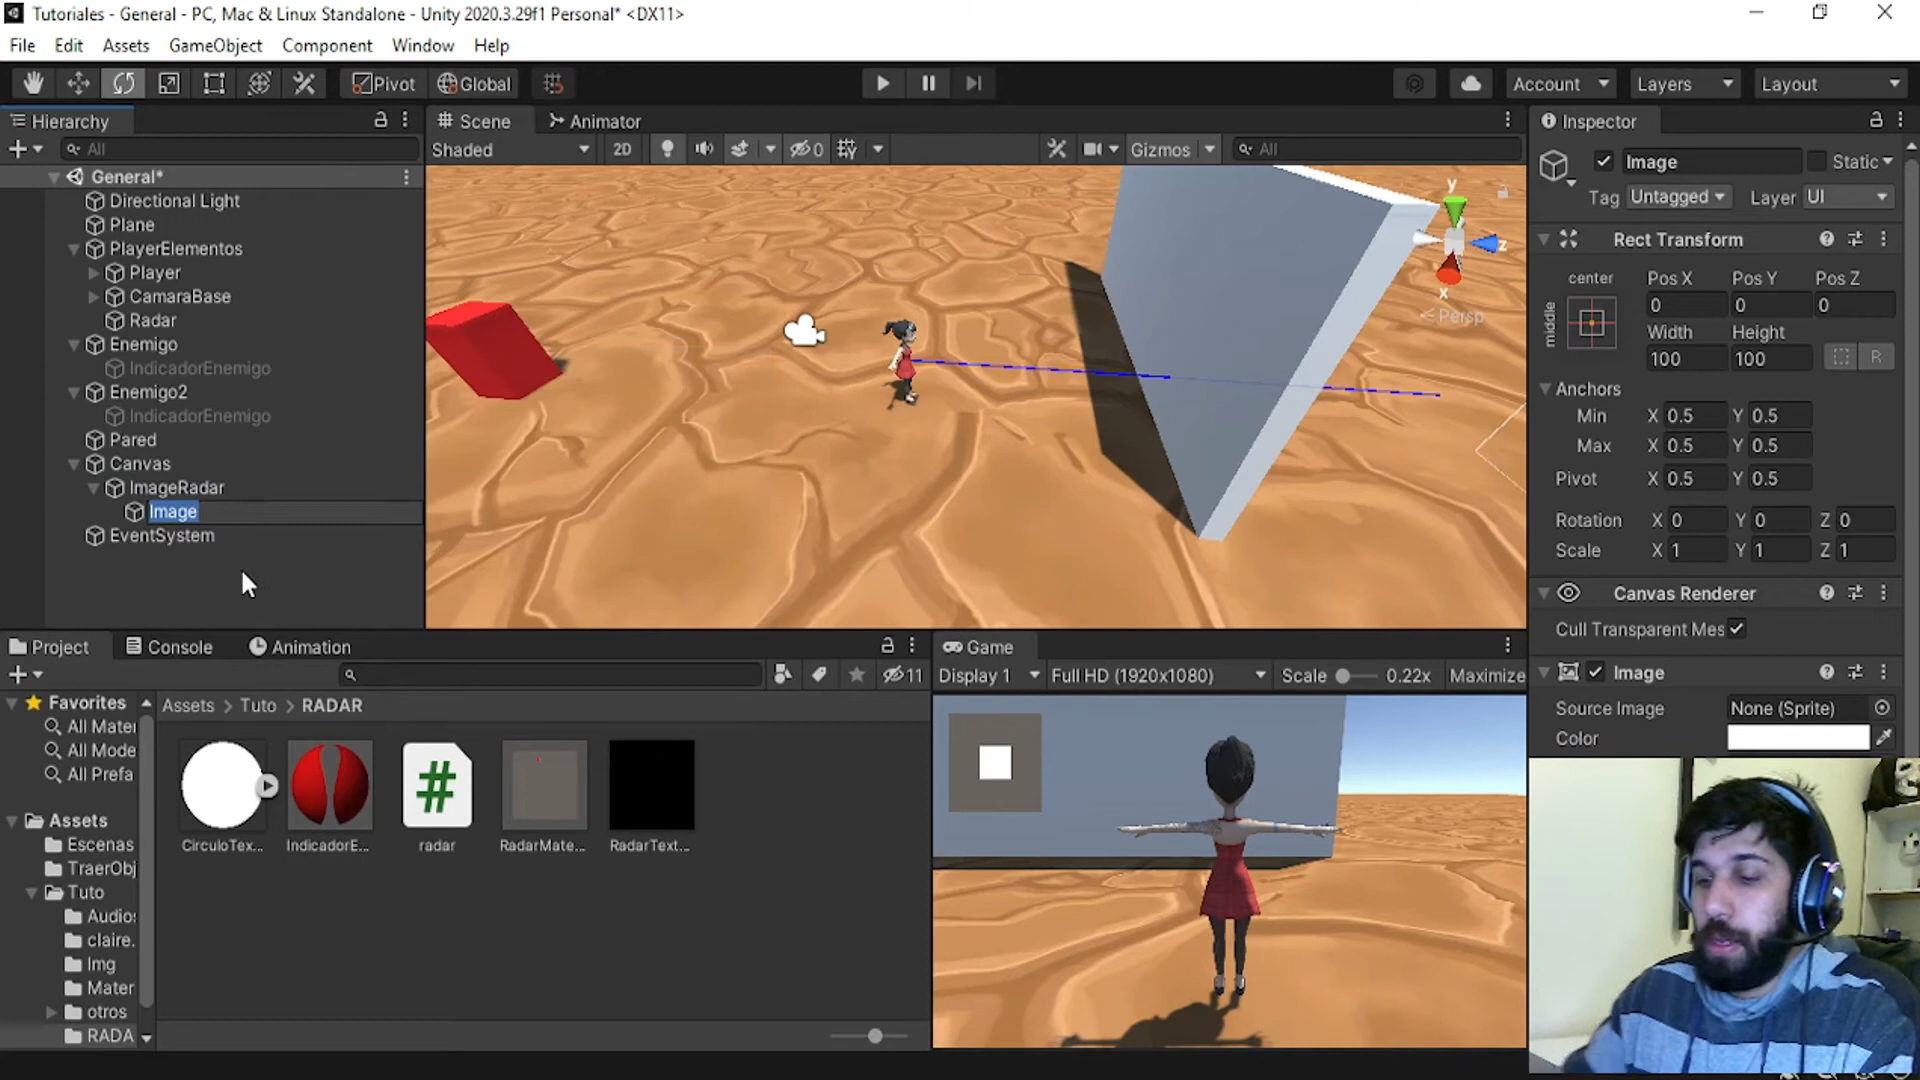 Tutoriales - General - PC, Mac & Linux Standalone - Unity 2020.3.29f1 Personal* <DX11>
File Edit Assets GameObject Component Window Help
Pivot Global Account Layers Layout
Hierarchy
All
General*
Directional Light
Plane
PlayerElementos
Player
CamaraBase
Radar
Enemigo
IndicadorEnemigo
Enemigo2
IndicadorEnemigo
Pared
Canvas
ImageRadar
Image
EventSystem
Scene Animator
Shaded 2D 0 Gizmos All
y
z
x
Persp
Inspector
Image Static
Tag Untagged Layer UI
Rect Transform
center Pos X Pos Y Pos Z
middle 0 0 0
Width Height
100 100 R
Anchors
Min X 0.5 Y 0.5
Max X 0.5 Y 0.5
Pivot X 0.5 Y 0.5
Rotation X 0 Y 0 Z 0
Scale X 1 Y 1 Z 1
Canvas Renderer
Cull Transparent Mes
Image
Source Image None (Sprite)
Color
Project Console Animation
11
Favorites
All Mater
All Mode
All Prefa
Assets
Escenas
TraerObj
Tuto
Audio
claire.
Img
Mater
otros
RADA
Assets > Tuto > RADAR
CirculoTex... IndicadorE... radar RadarMate... RadarText...
#
Game
Display 1 Full HD (1920x1080) Scale 0.22x Maximize